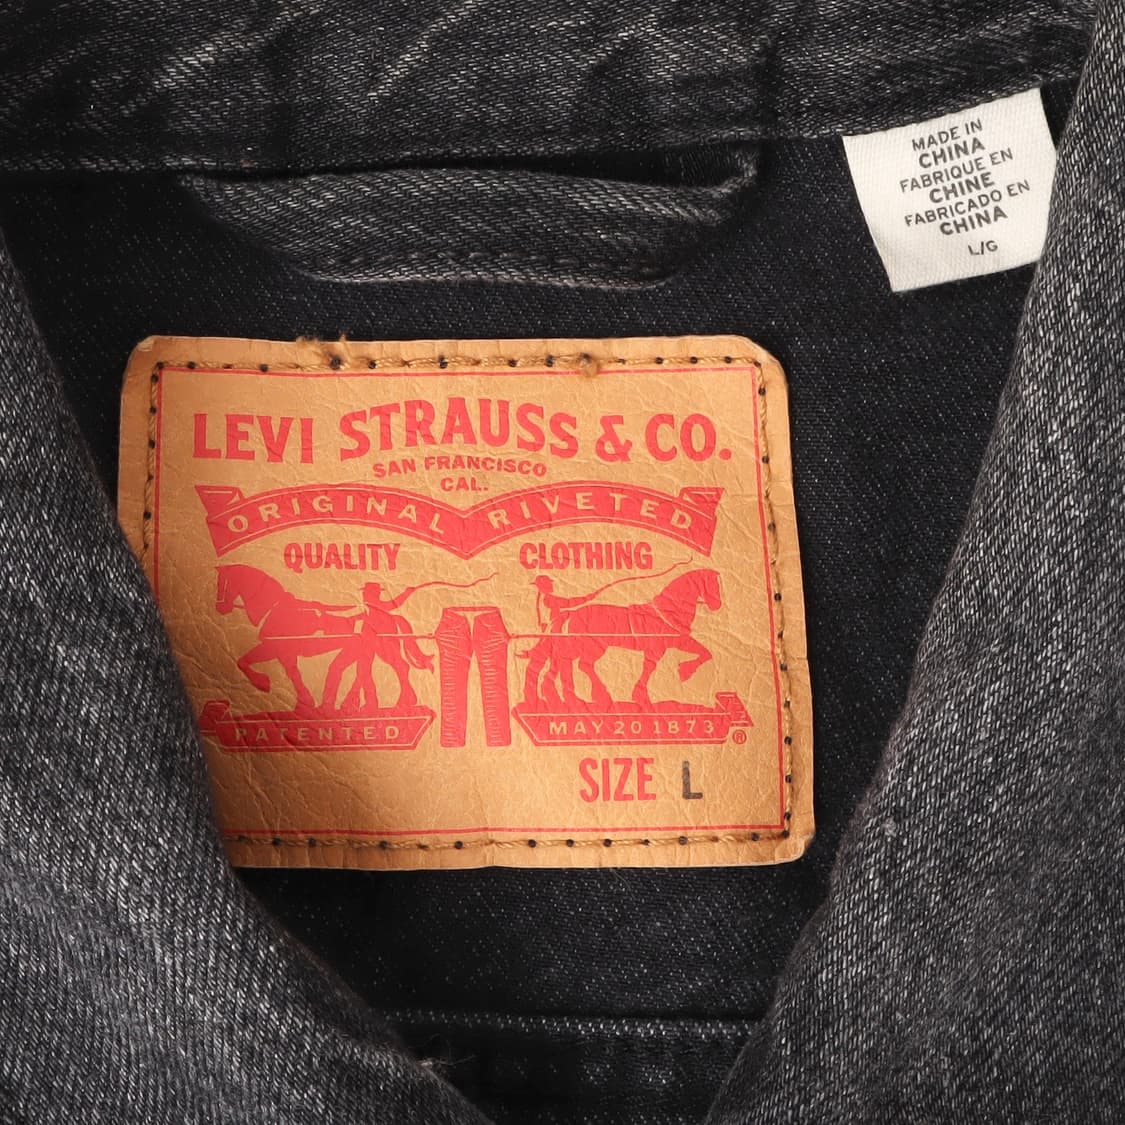 MADE IN
CHINA
FABRIQUE EN
CHINE
FABRICADO EN
CHINA
L/G
LEVI STRAUSS & CO.
SAN FRANCISCO
CAL.
ORIGINAL RIVETED
QUALITY CLOTHING
PATENTED MAY 20 1873 ®
SIZE L